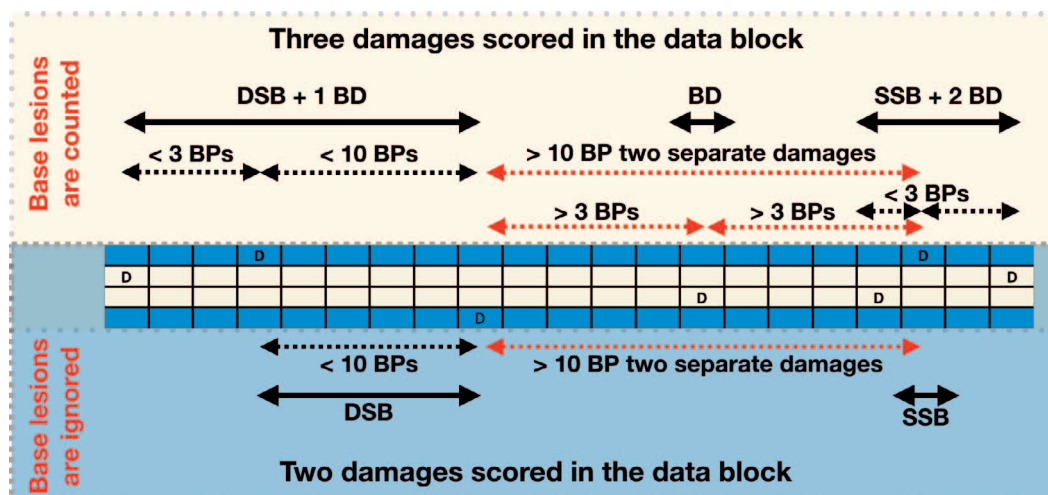 Three damages scored in the data block
Base lesions
are counted
DSB + 1 BD
BD
SSB + 2 BD
< 3 BPs
< 10 BPs
> 10 BP two separate damages
< 3 BPs
> 3 BPs
> 3 BPs
D
D
D
D
D
D
D
Base lesions
are ignored
< 10 BPs
> 10 BP two separate damages
DSB
SSB
Two damages scored in the data block